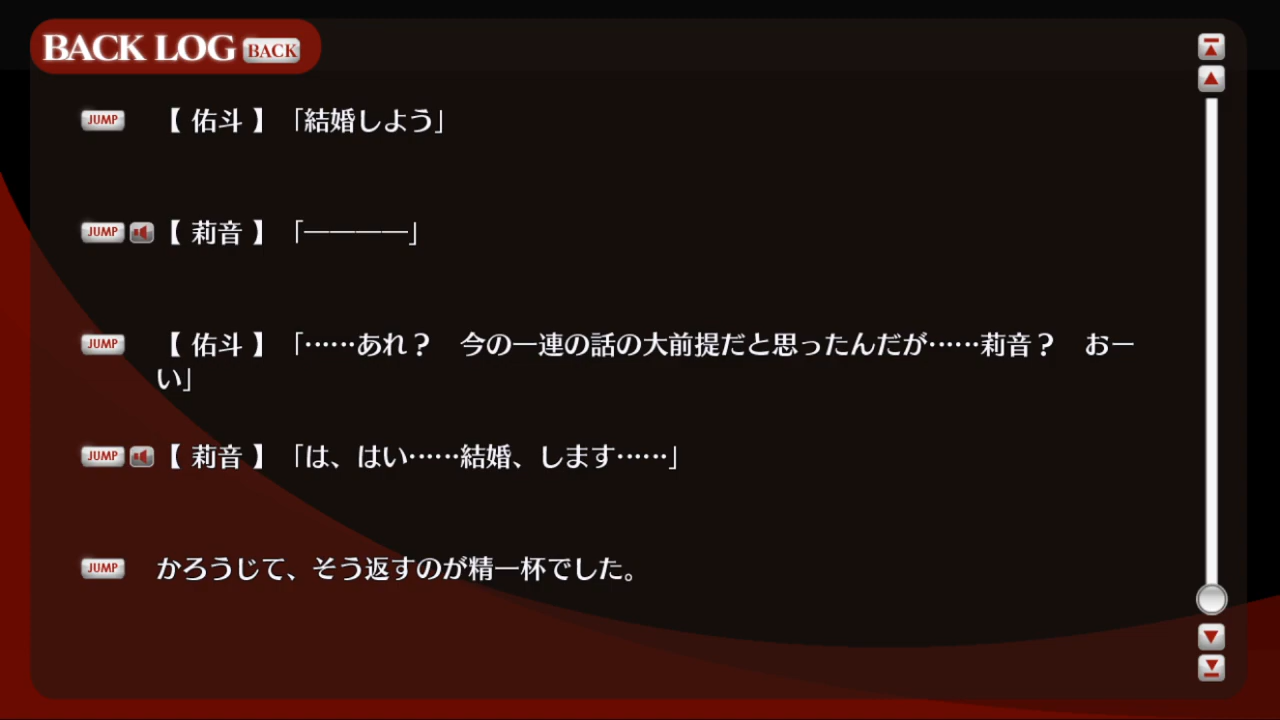 BACK LOG BACK
JUMP 【 佑斗 】「結婚しよう」
JUMP 【 莉音 】「――――」
JUMP 【 佑斗 】「……あれ？　今の一連の話の大前提だと思ったんだが……莉音？　おー
い」
JUMP 【 莉音 】「は、はい……結婚、します……」
JUMP かろうじて、そう返すのが精一杯でした。